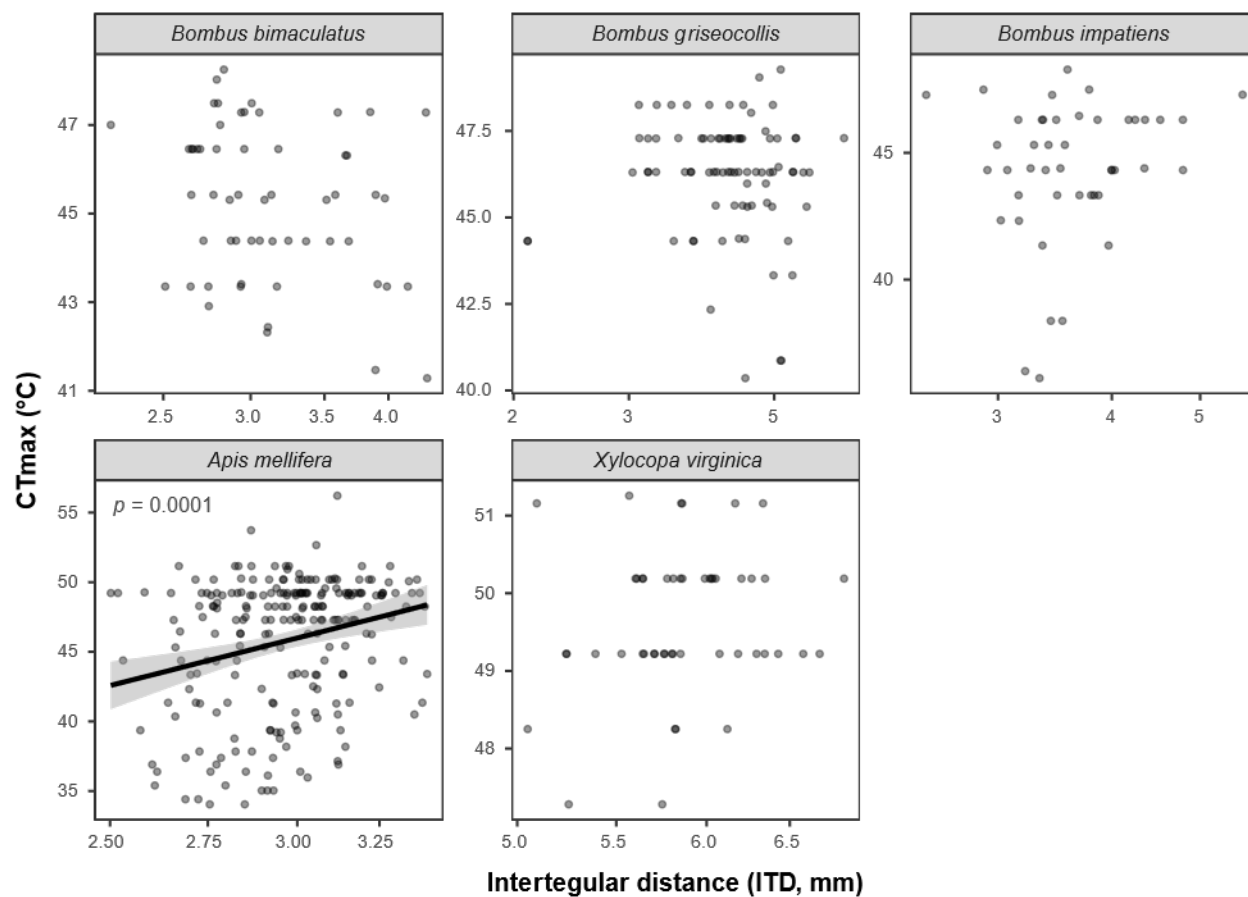 Bombus bimaculatus
Bombus griseocollis
Bombus impatiens
47
45
43
41
2.5 3.0 3.5 4.0
47.5
45.0
42.5
40.0
2 3 5
45
40
3 4 5
CTmax (°C)
Apis mellifera
Xylocopa virginica
p = 0.0001
55
50
45
40
35
2.50 2.75 3.00 3.25
51
50
49
48
5.0 5.5 6.0 6.5
Intertegular distance (ITD, mm)